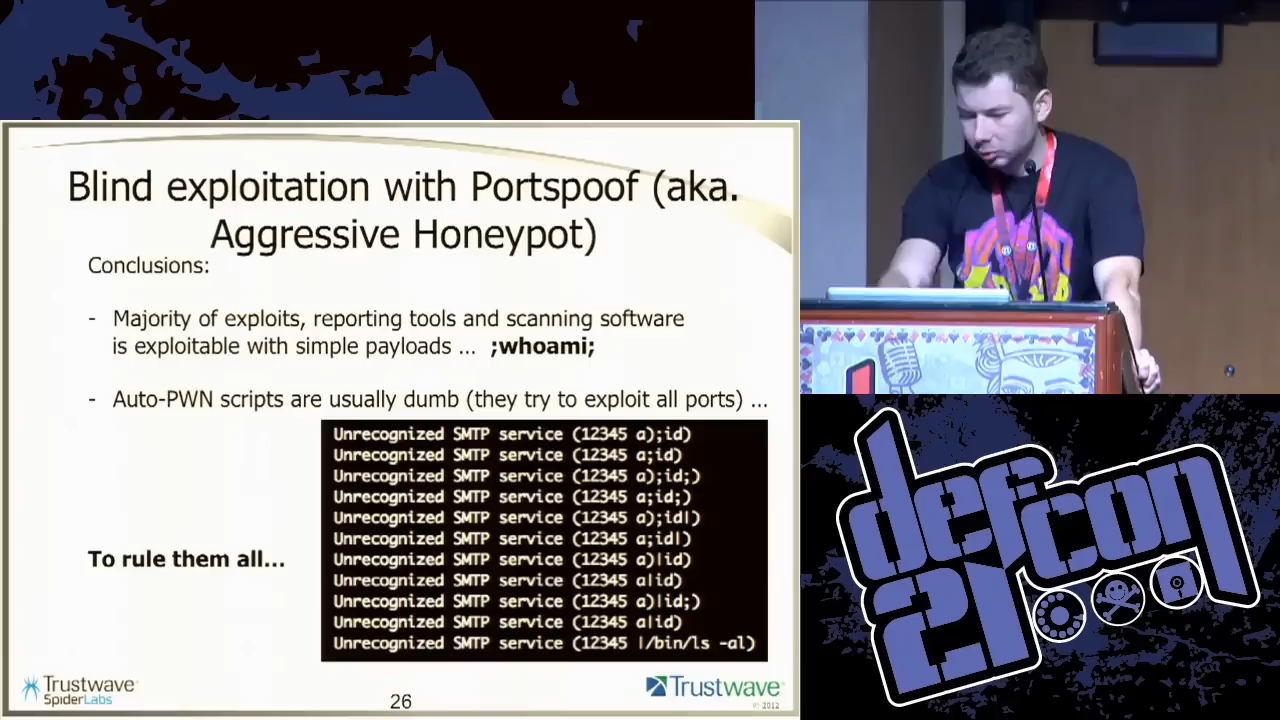 Blind exploitation with Portspoof (aka.
Aggressive Honeypot)
Conclusions:
- Majority of exploits, reporting tools and scanning software
is exploitable with simple payloads ... ;whoami;
- Auto-PWN scripts are usually dumb (they try to exploit all ports) ...
Unrecognized SMTP service (12345 a);id)
Unrecognized SMTP service (12345 a;id)
Unrecognized SMTP service (12345 a);id;)
Unrecognized SMTP service (12345 a;id;)
Unrecognized SMTP service (12345 a);id|)
Unrecognized SMTP service (12345 a;id|)
Unrecognized SMTP service (12345 a)|id)
Unrecognized SMTP service (12345 a|id)
Unrecognized SMTP service (12345 a)|id;)
Unrecognized SMTP service (12345 a|id)
Unrecognized SMTP service (12345 |/bin/ls -al)
To rule them all...
Trustwave®
SpiderLabs
26
Trustwave®
© 2012
defcon
21